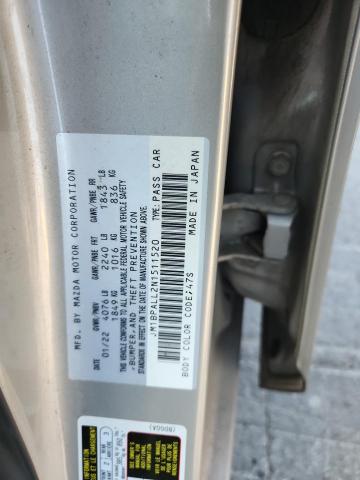 MFD. BY MAZDA MOTOR CORPORATION
GAWR/PNBE FRT GAWR/PNBE RR
01/22 4076 LB 2240 LB 1843 LB
1849 KG 1016 KG 836 KG
GVWR/PNBV
THIS VEHICLE CONFORMS TO ALL APPLICABLE FEDERAL MOTOR VEHICLE SAFETY,
BUMPER, AND THEFT PREVENTION
STANDARDS IN EFFECT ON THE DATE OF MANUFACTURE SHOWN ABOVE.
JM1BPALL2N1511520 TYPE:PASS CAR
BODY COLOR CODE:47S MADE IN JAPAN
(BDGGA)
INFORMATION